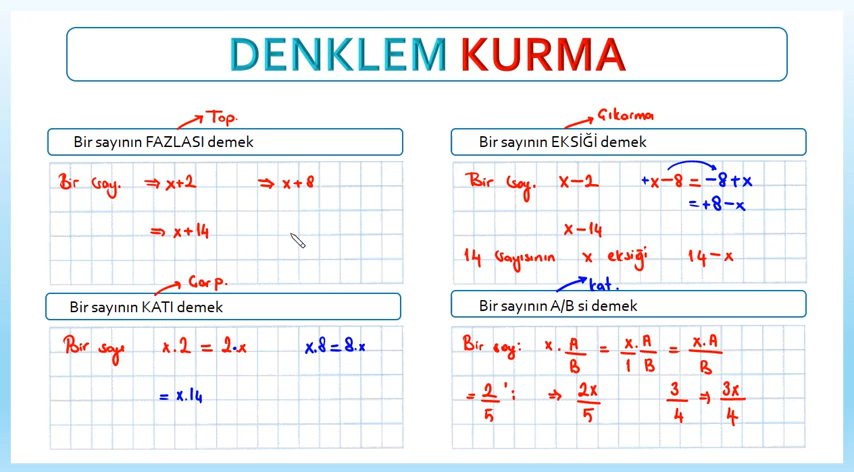 DENKLEM KURMA
Top.
Bir sayının FAZLASI demek
Bir say. ⇒ x+2 ⇒ x+8
⇒ x+14
Çıkarma
Bir sayının EKSİĞİ demek
Bir say. x-2 +x-8 = -8+x
= +8-x
x-14
14 sayısının x eksiği 14-x
Çarp.
Bir sayının KATI demek
Bir sayı x.2 = 2.x x.8=8.x
= x.14
kat.
Bir sayının A/B si demek
Bir sayı: x. A/B = x/1 . A/B = x.A/B
= 2/5 ': ⇒ 2x/5 3/4 ⇒ 3x/4